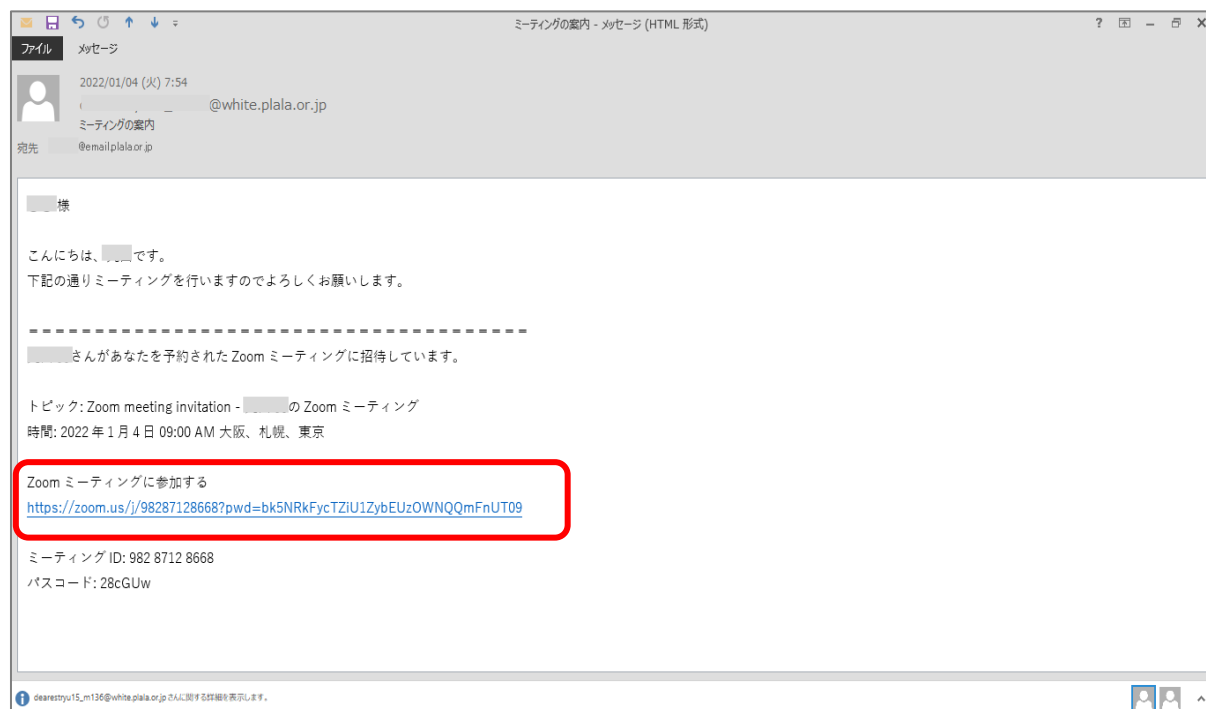 ミーティングの案内 - メッセージ (HTML 形式)
ファイル メッセージ
2022/01/04 (火) 7:54
@white.plala.or.jp
ミーティングの案内
宛先 @email.plala.or.jp
様
こんにちは、 です。
下記の通りミーティングを行いますのでよろしくお願いします。
======================================
さんがあなたを予約された Zoom ミーティングに招待しています。
トピック: Zoom meeting invitation - の Zoom ミーティング
時間: 2022 年 1 月 4 日 09:00 AM 大阪、札幌、東京
Zoom ミーティングに参加する
https://zoom.us/j/98287128668?pwd=bk5NRkFycTZiU1ZybEUzOWNQQmFnUT09
ミーティング ID: 982 8712 8668
パスコード: 28cGUw
dearestryu15_m136@white.plala.or.jp さんに関する詳細を表示します。